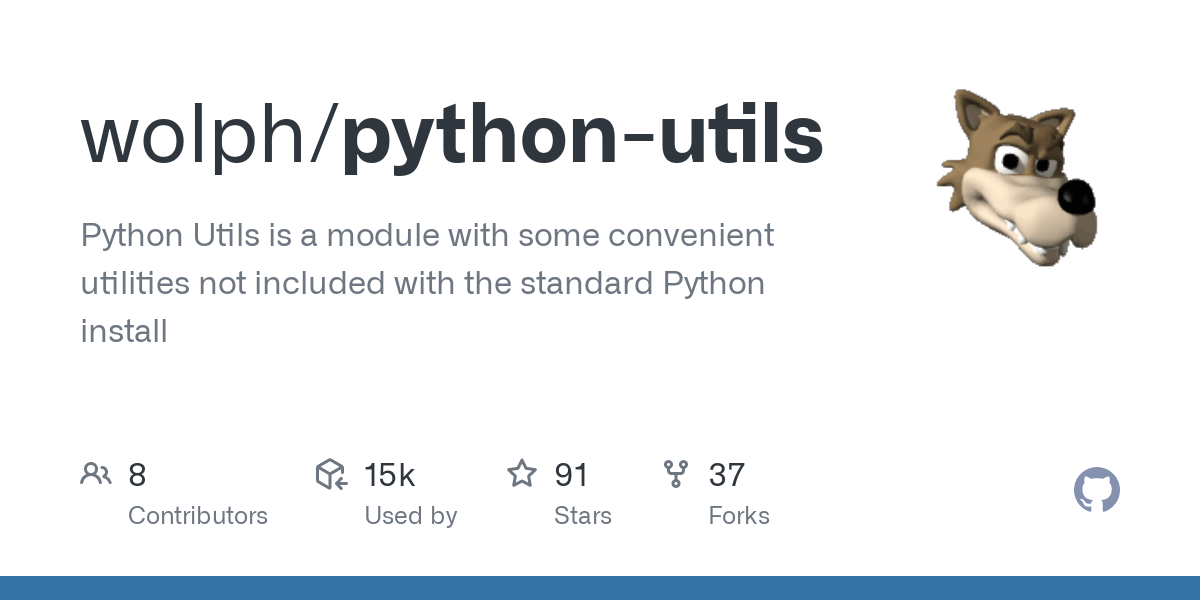 wolph/python-utils
Python Utils is a module with some convenient
utilities not included with the standard Python
install
8 15k 91 37
Contributors Used by Stars Forks